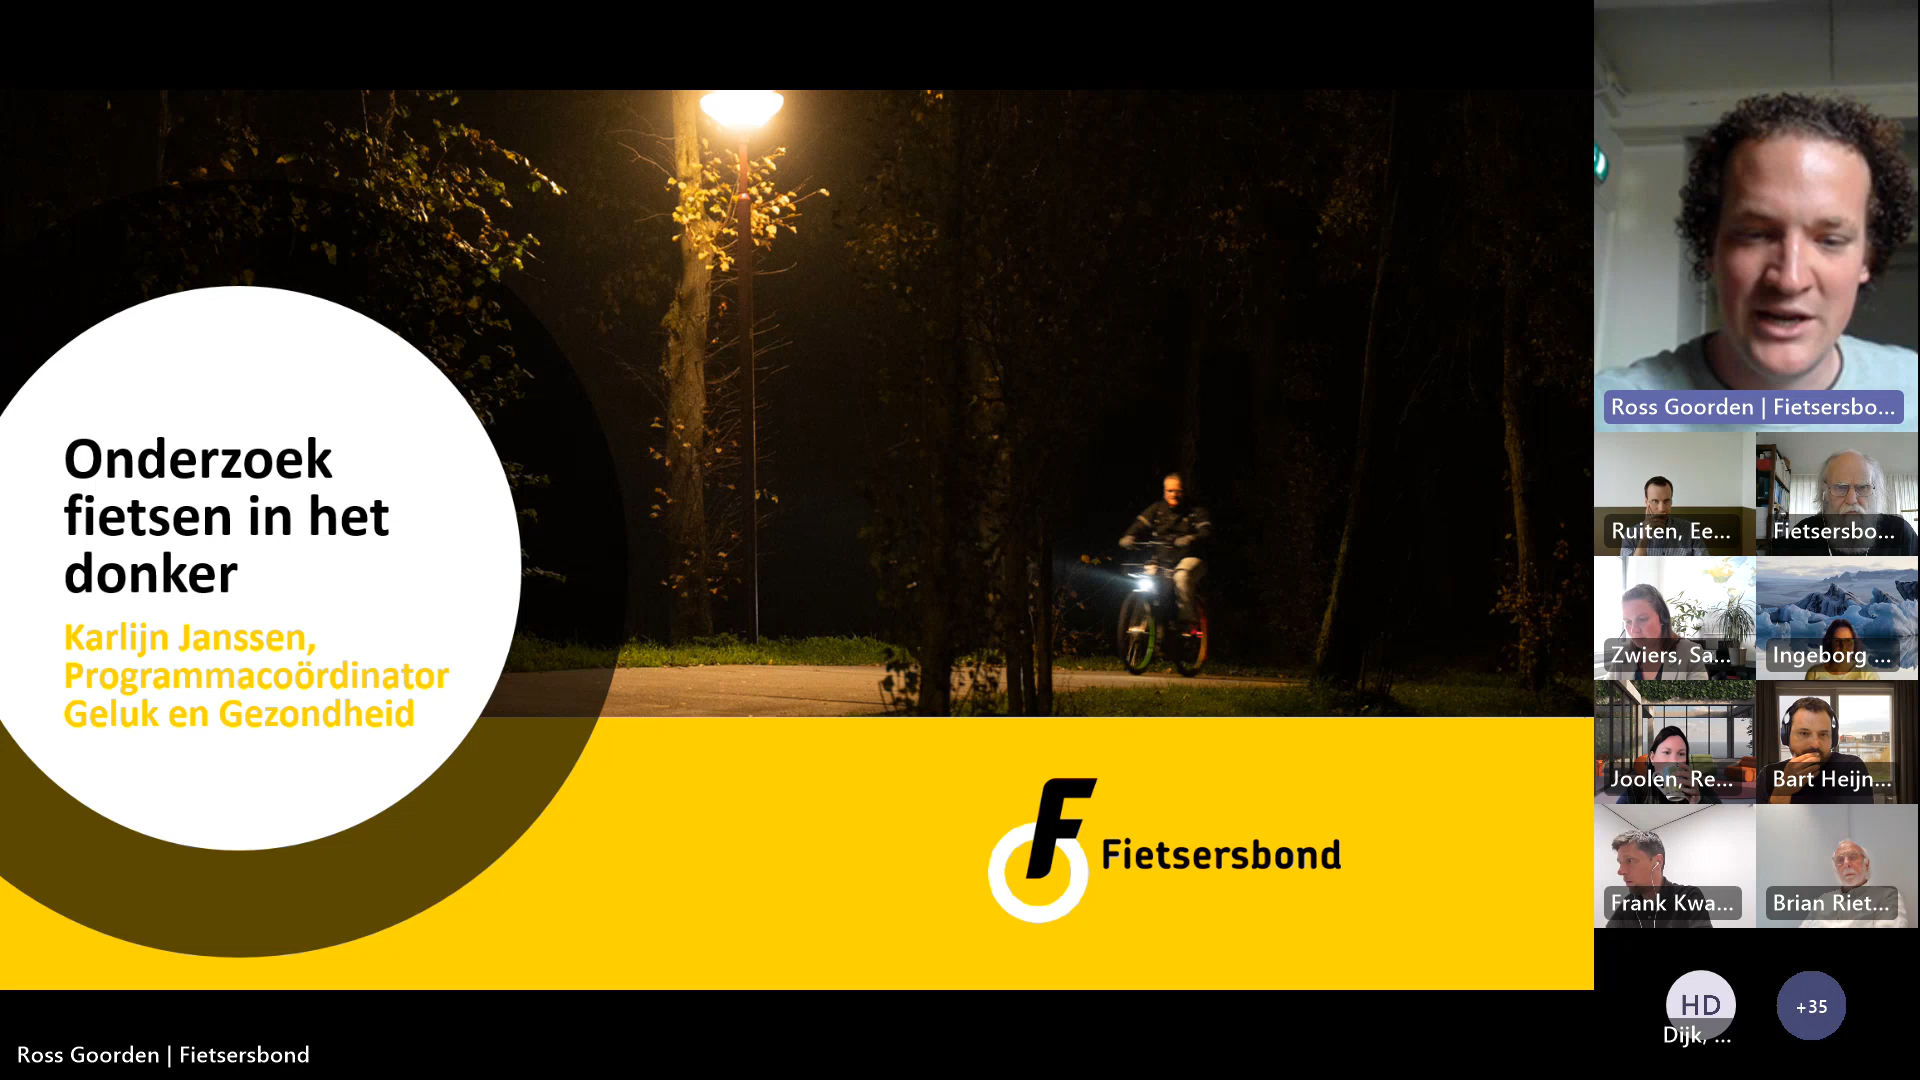 Onderzoek
fietsen in het
donker
Karlijn Janssen,
Programmacoördinator
Geluk en Gezondheid
F
Fietsersbond
Ross Goorden | Fietsersbo...
Ruiten, Ee...
Fietsersbo...
Zwiers, Sa...
Ingeborg ...
Joolen, Re...
Bart Heijn...
Frank Kwa...
Brian Riet...
HD
Dijk, ...
+35
Ross Goorden | Fietsersbond